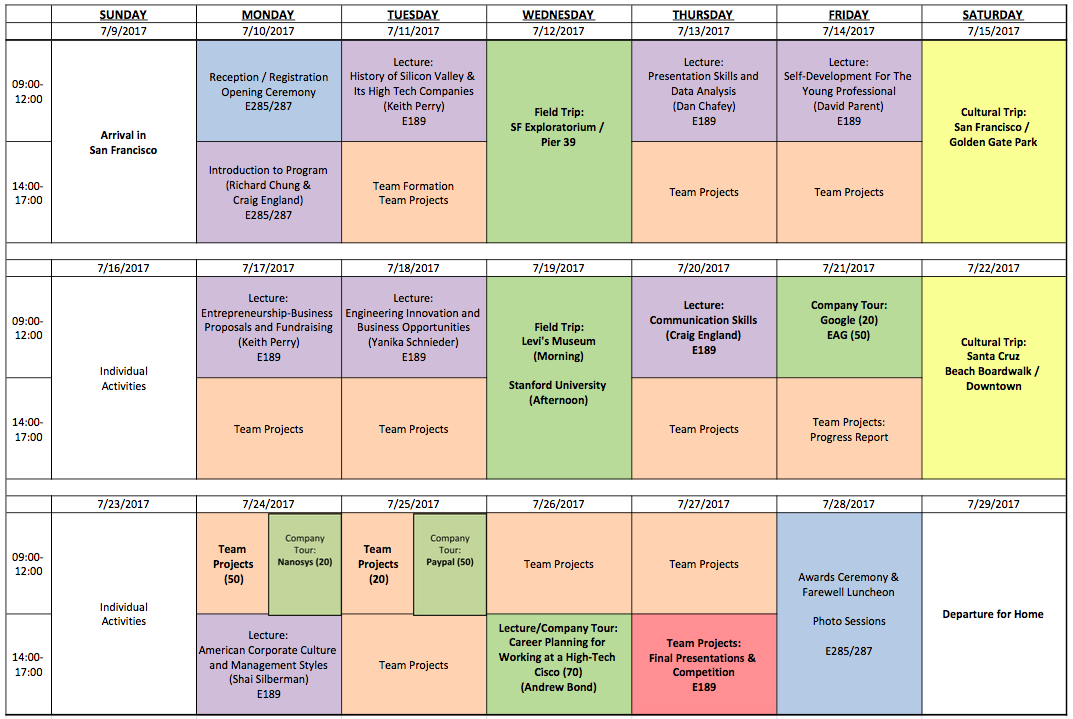 SUNDAY MONDAY TUESDAY WEDNESDAY THURSDAY FRIDAY SATURDAY
7/9/2017 7/10/2017 7/11/2017 7/12/2017 7/13/2017 7/14/2017 7/15/2017
09:00-
12:00
Arrival in
San Francisco
Reception / Registration
Opening Ceremony
E285/287
Lecture:
History of Silicon Valley &
Its High Tech Companies
(Keith Perry)
E189
Field Trip:
SF Exploratorium /
Pier 39
Lecture:
Presentation Skills and
Data Analysis
(Dan Chafey)
E189
Lecture:
Self-Development For The
Young Professional
(David Parent)
E189
Cultural Trip:
San Francisco /
Golden Gate Park
14:00-
17:00
Introduction to Program
(Richard Chung &
Craig England)
E285/287
Team Formation
Team Projects
Team Projects
Team Projects
7/16/2017 7/17/2017 7/18/2017 7/19/2017 7/20/2017 7/21/2017 7/22/2017
09:00-
12:00
Individual
Activities
Lecture:
Entrepreneurship-Business
Proposals and Fundraising
(Keith Perry)
E189
Lecture:
Engineering Innovation and
Business Opportunities
(Yanika Schnieder)
E189
Field Trip:
Levi's Museum
(Morning)
Stanford University
(Afternoon)
Lecture:
Communication Skills
(Craig England)
E189
Company Tour:
Google (20)
EAG (50)
Cultural Trip:
Santa Cruz
Beach Boardwalk /
Downtown
14:00-
17:00
Team Projects
Team Projects
Team Projects
Team Projects:
Progress Report
7/23/2017 7/24/2017 7/25/2017 7/26/2017 7/27/2017 7/28/2017 7/29/2017
09:00-
12:00
Individual
Activities
Team
Projects
(50)
Company
Tour:
Nanosys (20)
Team
Projects
(20)
Company
Tour:
Paypal (50)
Team Projects
Team Projects
Awards Ceremony &
Farewell Luncheon
Photo Sessions
E285/287
Departure for Home
14:00-
17:00
Lecture:
American Corporate Culture
and Management Styles
(Shai Silberman)
E189
Team Projects
Lecture/Company Tour:
Career Planning for
Working at a High-Tech
Cisco (70)
(Andrew Bond)
Team Projects:
Final Presentations &
Competition
E189